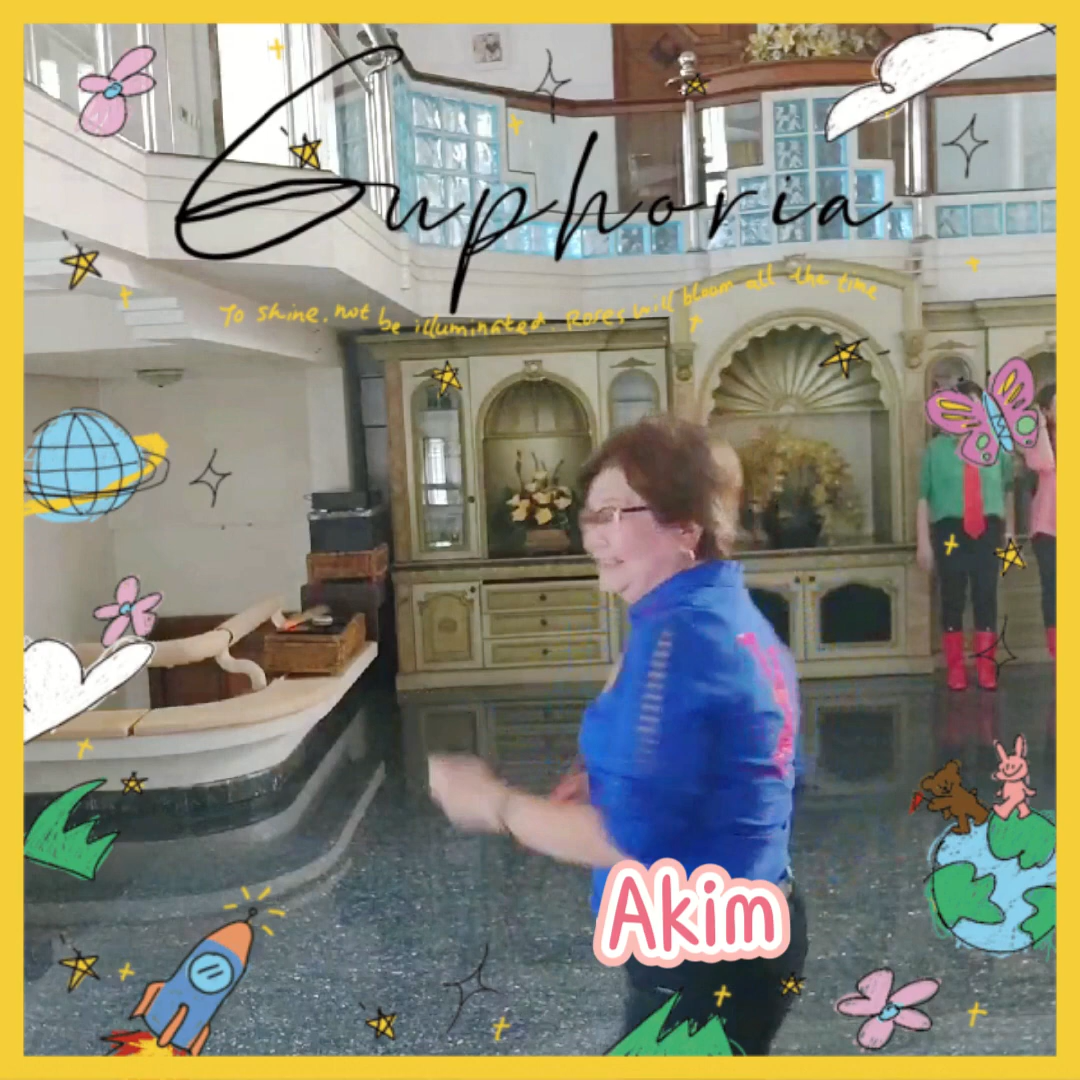 Euphoria
To shine, not be illuminated. Roses will bloom all the time
Akim